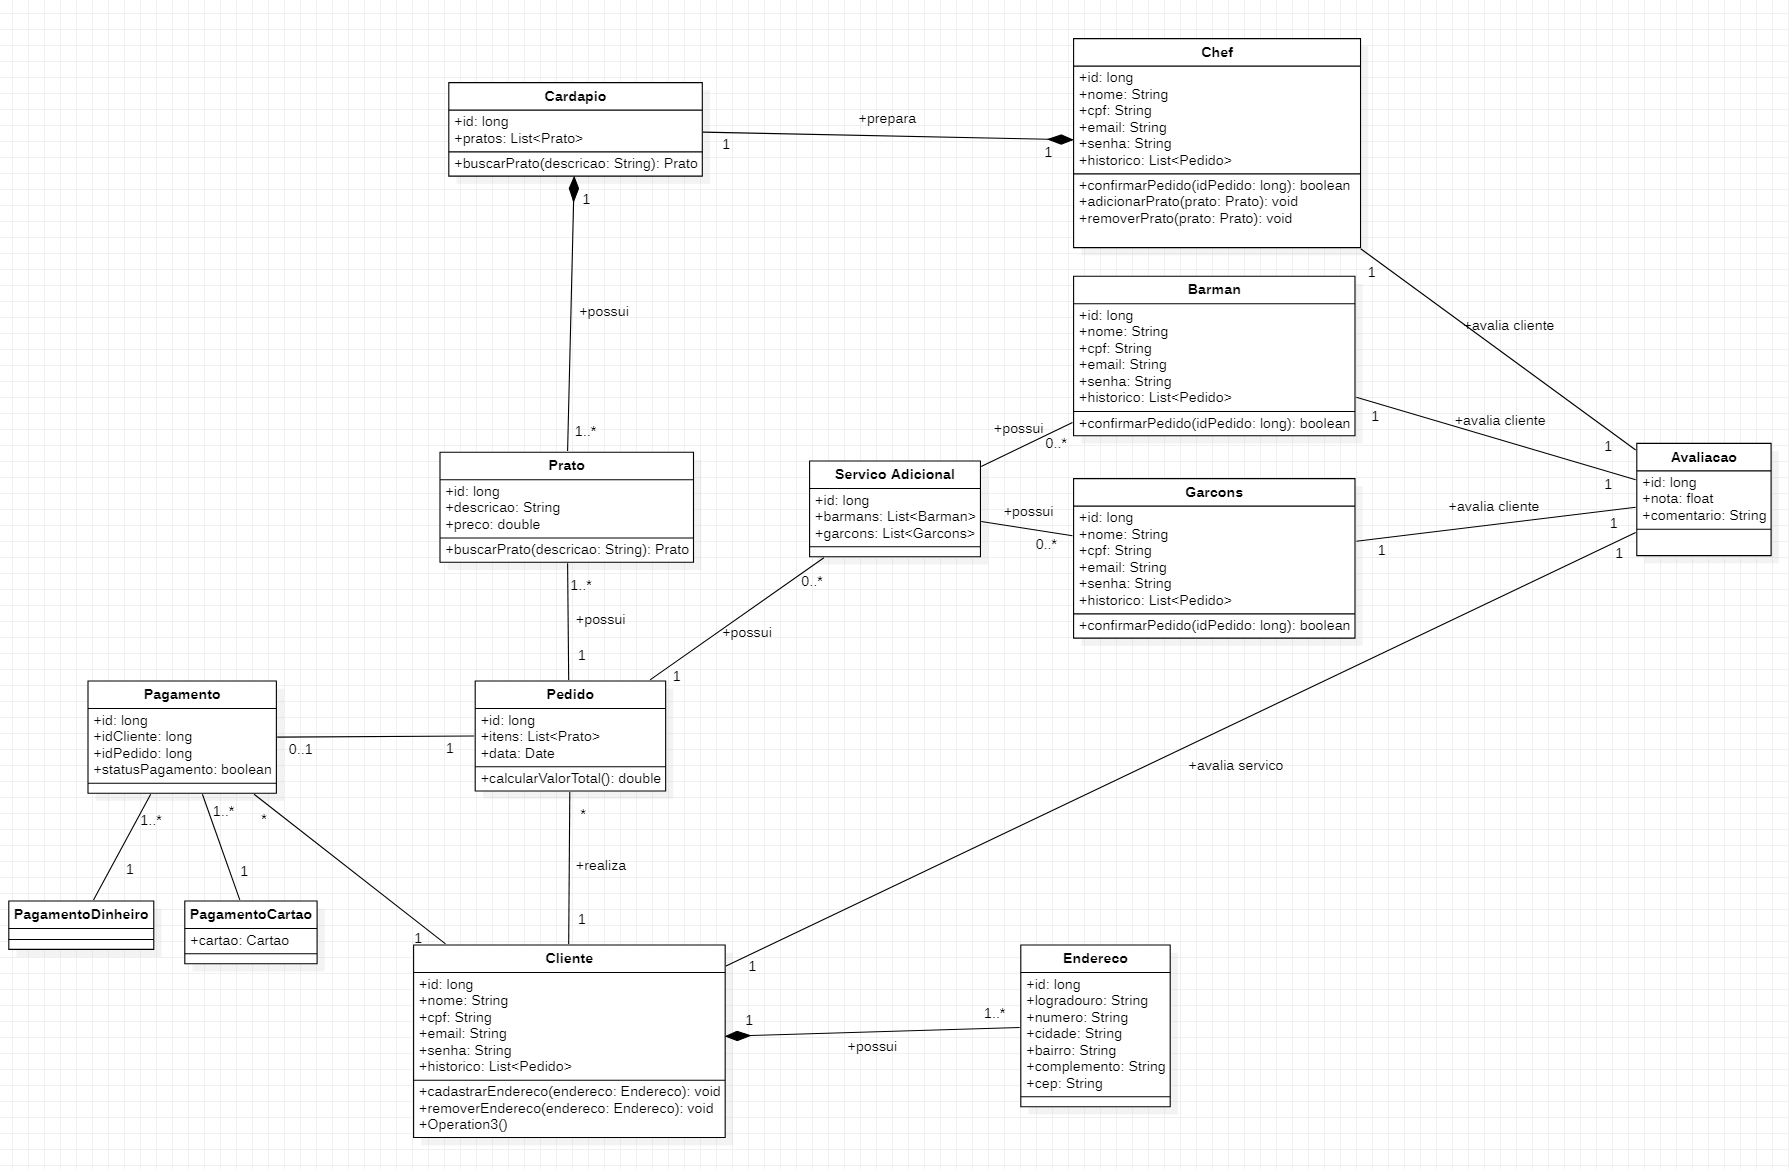 Chef
+id: long
+nome: String
+cpf: String
+email: String
+senha: String
+historico: List<Pedido>
+confirmarPedido(idPedido: long): boolean
+adicionarPrato(prato: Prato): void
+removerPrato(prato: Prato): void
Cardapio
+id: long
+pratos: List<Prato>
+buscarPrato(descricao: String): Prato
+prepara
1
1
1
+possui
1..*
1
+avalia cliente
1
Barman
+id: long
+nome: String
+cpf: String
+email: String
+senha: String
+historico: List<Pedido>
+confirmarPedido(idPedido: long): boolean
1
+avalia cliente
1
Prato
+id: long
+descricao: String
+preco: double
+buscarPrato(descricao: String): Prato
Servico Adicional
+id: long
+barmans: List<Barman>
+garcons: List<Garcons>
+possui
0..*
+possui
0..*
Garcons
+id: long
+nome: String
+cpf: String
+email: String
+senha: String
+historico: List<Pedido>
+confirmarPedido(idPedido: long): boolean
+avalia cliente
1
1
Avaliacao
+id: long
+nota: float
+comentario: String
1
1..*
+possui
1
0..*
+possui
1
Pagamento
+id: long
+idCliente: long
+idPedido: long
+statusPagamento: boolean
0..1
1
Pedido
+id: long
+itens: List<Prato>
+data: Date
+calcularValorTotal(): double
+avalia servico
1..*
1
1..*
1
*
1
*
+realiza
1
PagamentoDinheiro
PagamentoCartao
+cartao: Cartao
Cliente
+id: long
+nome: String
+cpf: String
+email: String
+senha: String
+historico: List<Pedido>
+cadastrarEndereco(endereco: Endereco): void
+removerEndereco(endereco: Endereco): void
+Operation3()
1
1
+possui
1..*
Endereco
+id: long
+logradouro: String
+numero: String
+cidade: String
+bairro: String
+complemento: String
+cep: String